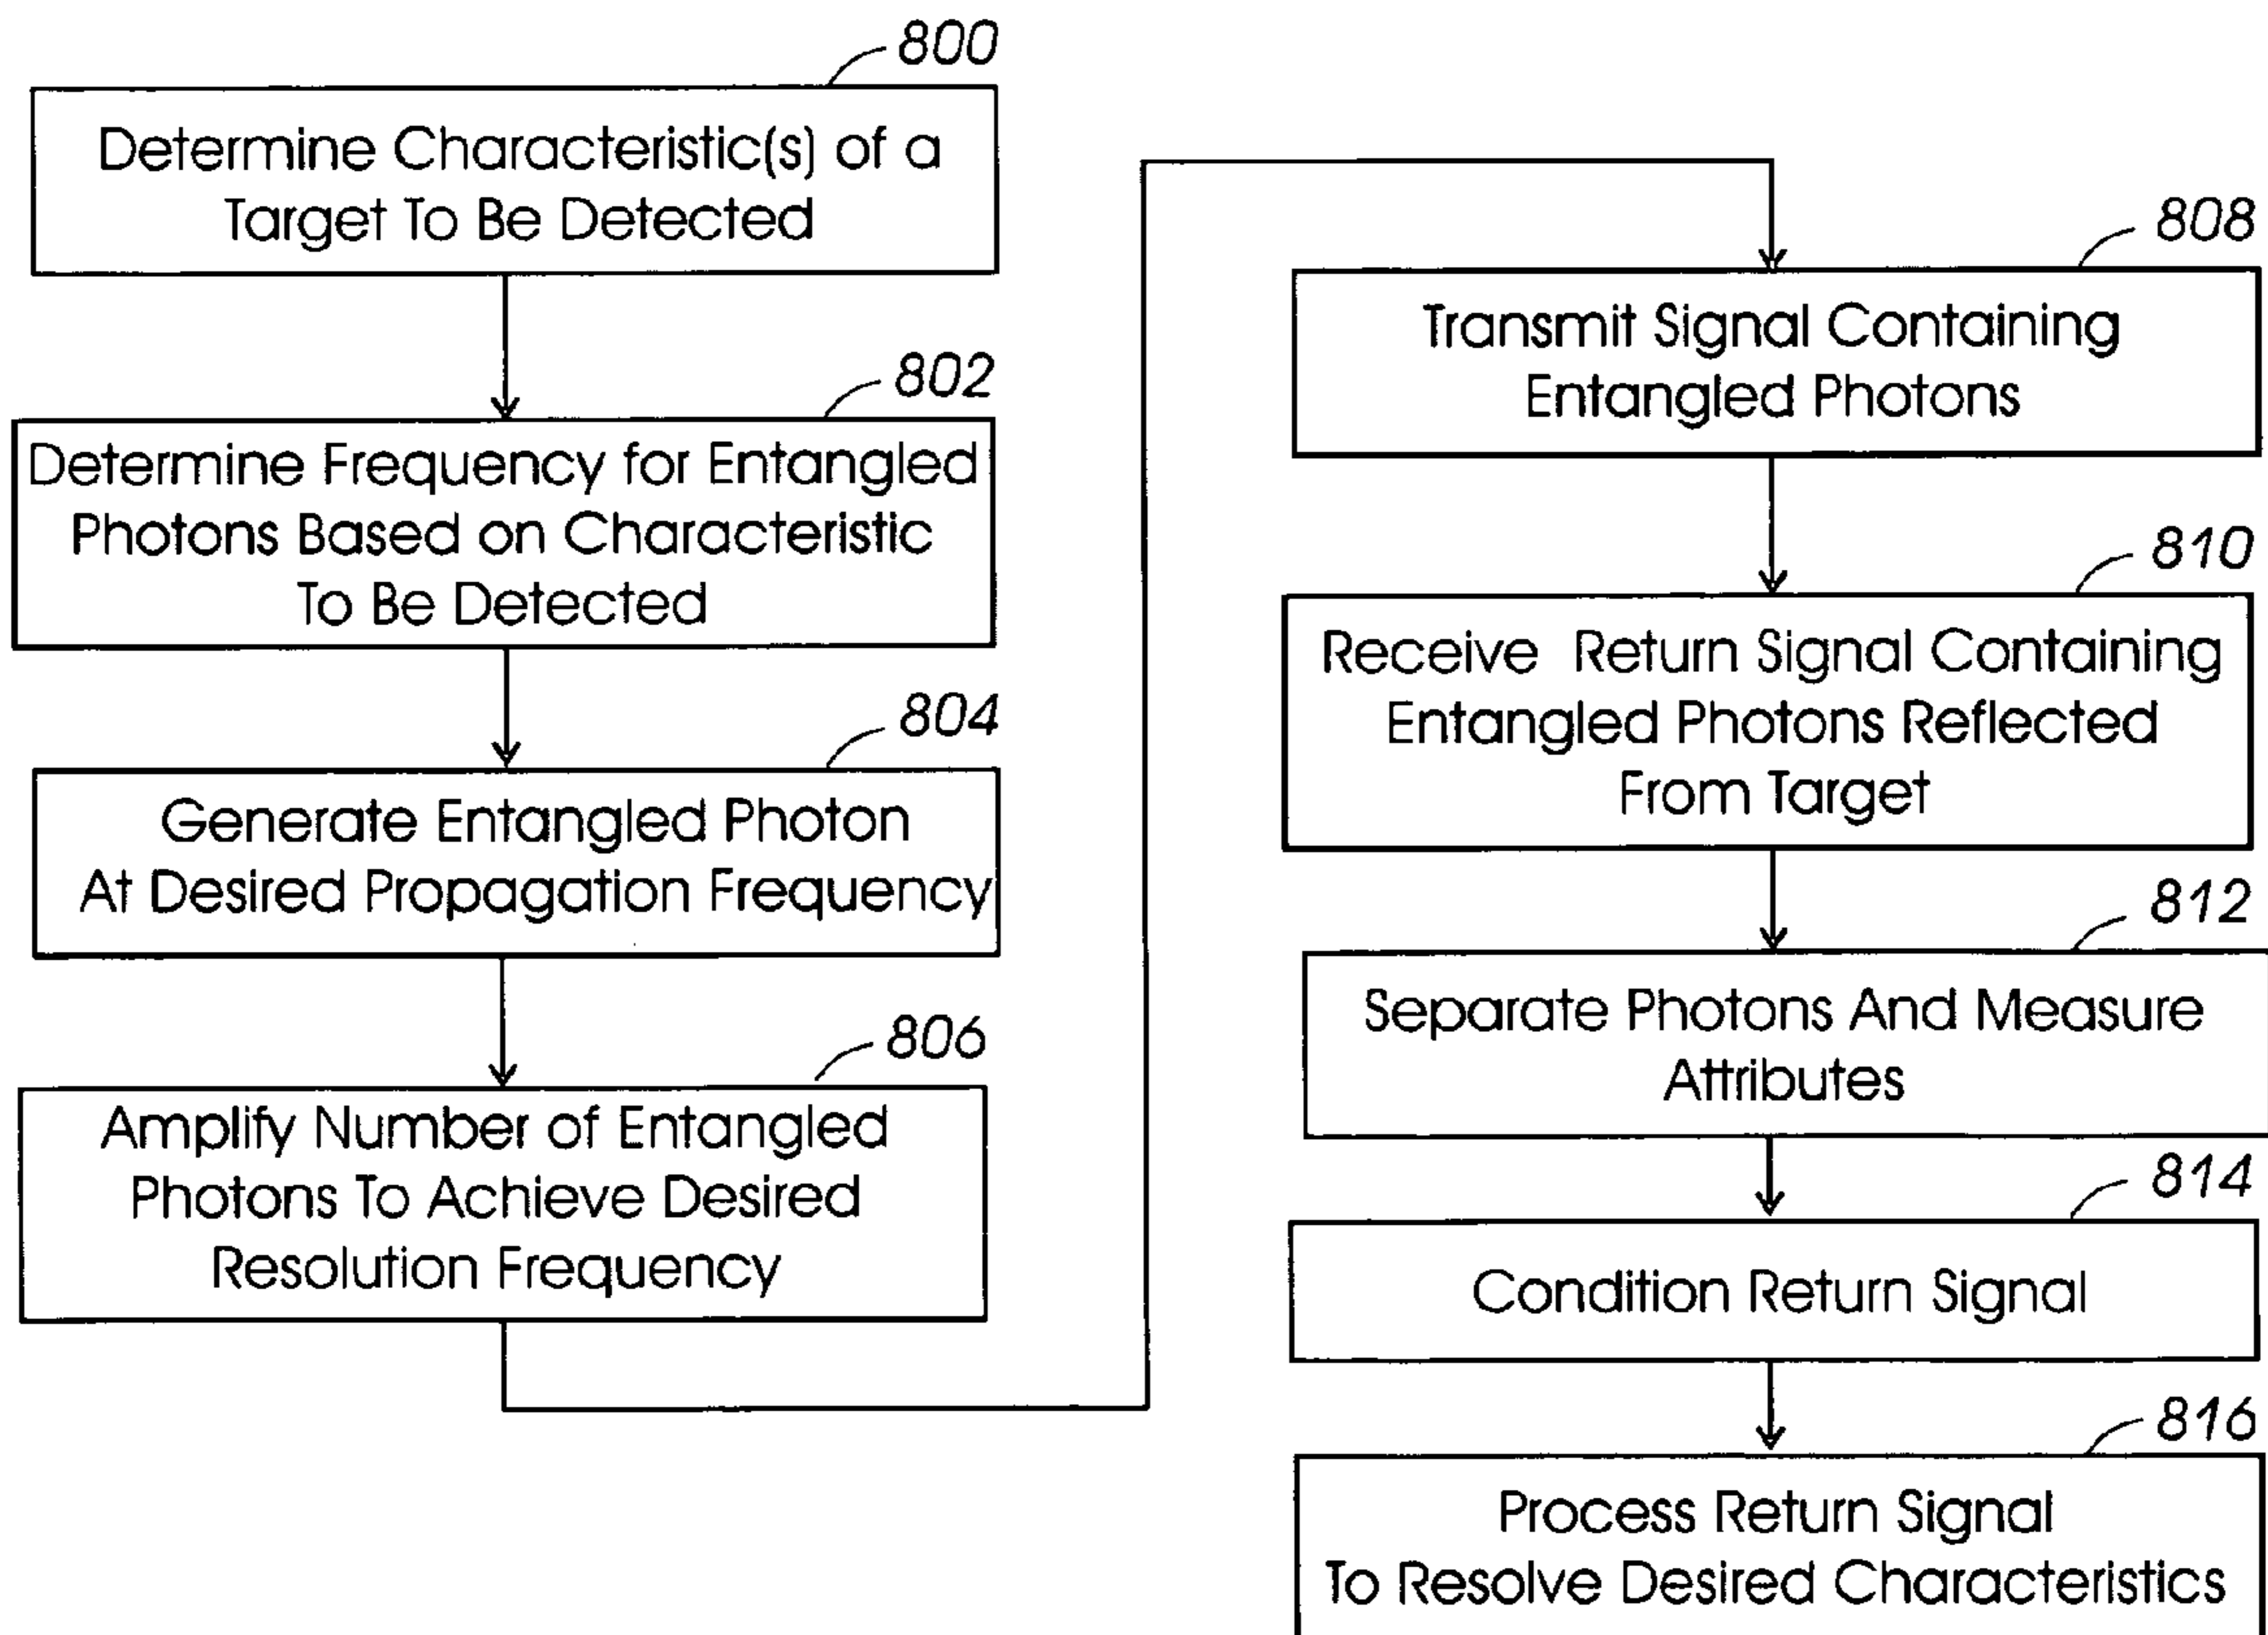 800
Determine Characteristic(s) of a
Target To Be Detected
802
Determine Frequency for Entangled
Photons Based on Characteristic
To Be Detected
804
Generate Entangled Photon
At Desired Propagation Frequency
806
Amplify Number of Entangled
Photons To Achieve Desired
Resolution Frequency
808
Transmit Signal Containing
Entangled Photons
810
Receive Return Signal Containing
Entangled Photons Reflected
From Target
812
Separate Photons And Measure
Attributes
814
Condition Return Signal
816
Process Return Signal
To Resolve Desired Characteristics